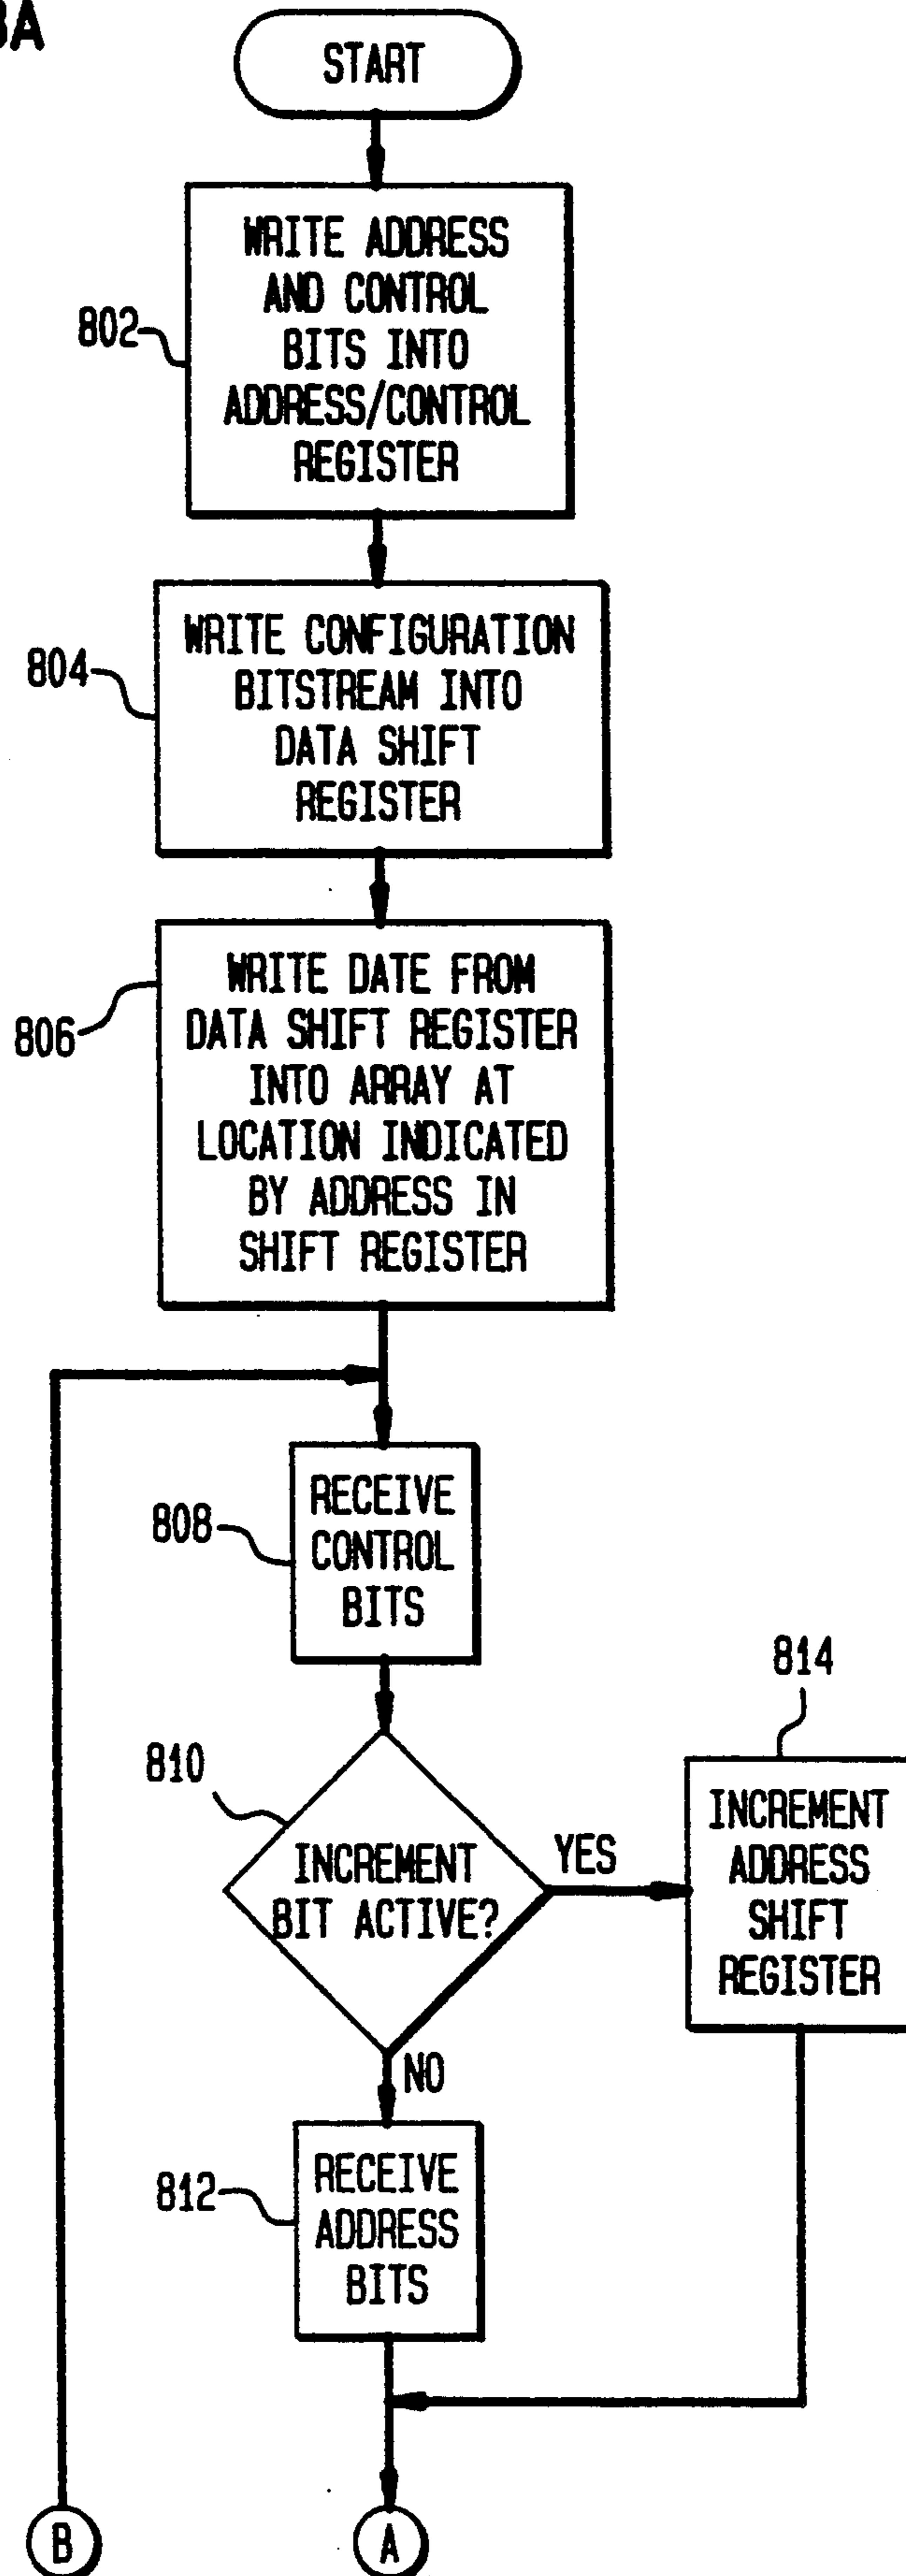 START
WRITE ADDRESS
AND CONTROL
BITS INTO
ADDRESS/CONTROL
REGISTER
802
WRITE CONFIGURATION
BITSTREAM INTO
DATA SHIFT
REGISTER
804
WRITE DATE FROM
DATA SHIFT REGISTER
INTO ARRAY AT
LOCATION INDICATED
BY ADDRESS IN
SHIFT REGISTER
806
RECEIVE
CONTROL
BITS
808
810
INCREMENT
BIT ACTIVE?
YES
814
INCREMENT
ADDRESS
SHIFT
REGISTER
NO
RECEIVE
ADDRESS
BITS
812
B
A